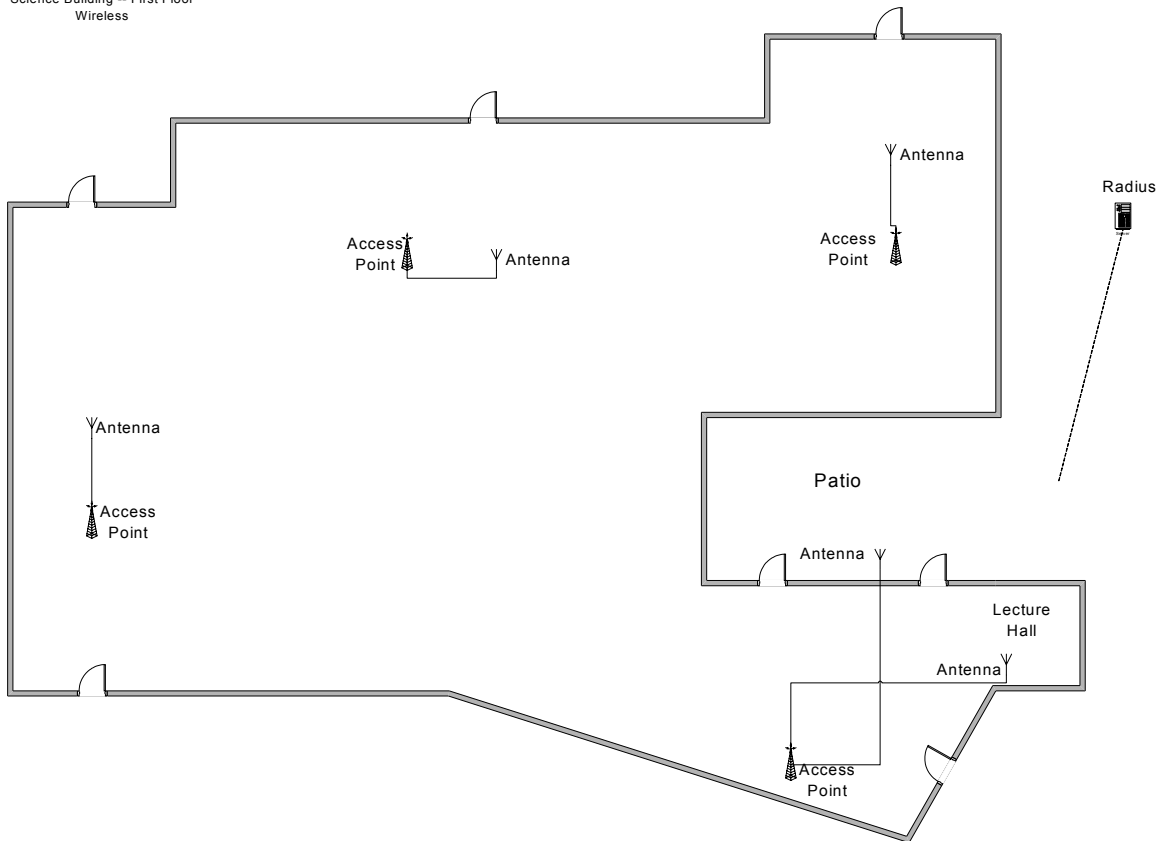 Science Building -- First Floor
Wireless
Antenna
Radius
Access
Point
Antenna
Access
Point
Antenna
Access
Point
Patio
Antenna
Lecture
Hall
Antenna
Access
Point